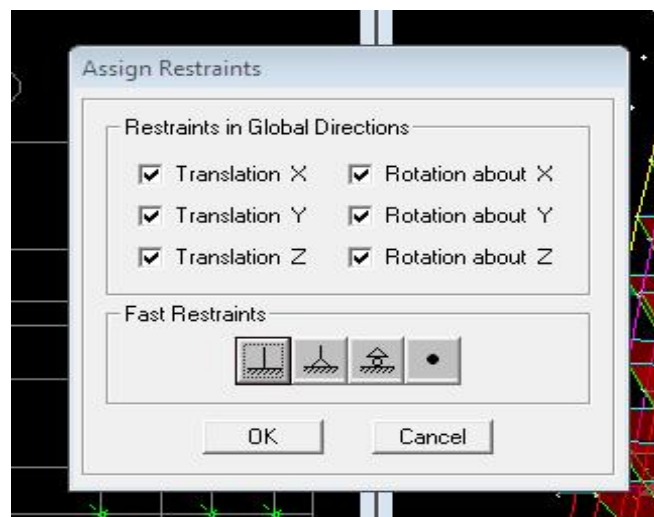 Assign Restraints
Restraints in Global Directions
Translation X Rotation about X
Translation Y Rotation about Y
Translation Z Rotation about Z
Fast Restraints
OK Cancel